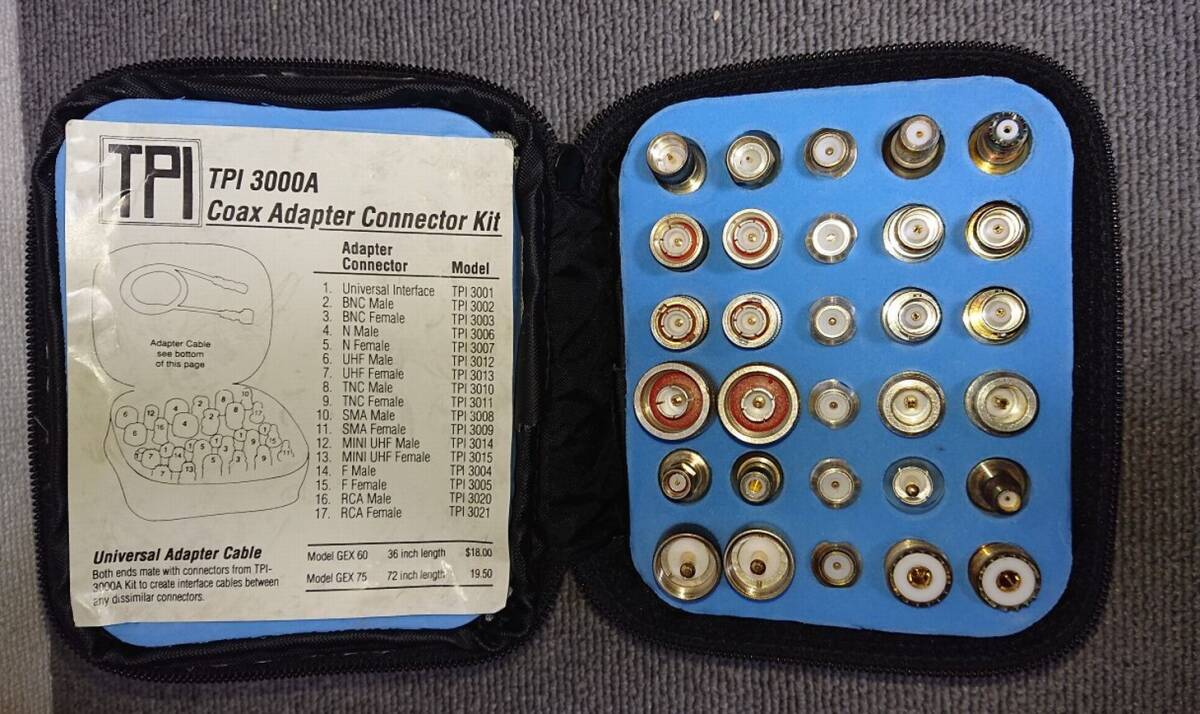 TPI
TPI 3000A
Coax Adapter Connector Kit
Adapter Connector Model
1. Universal Interface TPI 3001
2. BNC Male TPI 3002
3. BNC Female TPI 3003
4. N Male TPI 3006
5. N Female TPI 3007
6. UHF Male TPI 3012
7. UHF Female TPI 3013
8. TNC Male TPI 3010
9. TNC Female TPI 3011
10. SMA Male TPI 3008
11. SMA Female TPI 3009
12. MINI UHF Male TPI 3014
13. MINI UHF Female TPI 3015
14. F Male TPI 3004
15. F Female TPI 3005
16. RCA Male TPI 3020
17. RCA Female TPI 3021
Adapter Cable
see bottom
of this page
Universal Adapter Cable
Both ends mate with connectors from TPI-
3000A Kit to create interface cables between
any dissimilar connectors.
Model GEX 60 36 inch length $18.00
Model GEX 75 72 inch length 19.50